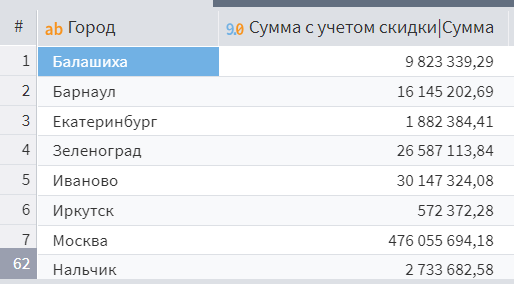 # ab Город 9.0 Сумма с учетом скидки|Сумма
1 Балашиха 9 823 339,29
2 Барнаул 16 145 202,69
3 Екатеринбург 1 882 384,41
4 Зеленоград 26 587 113,84
5 Иваново 30 147 324,08
6 Иркутск 572 372,28
7 Москва 476 055 694,18
62 Нальчик 2 733 682,58